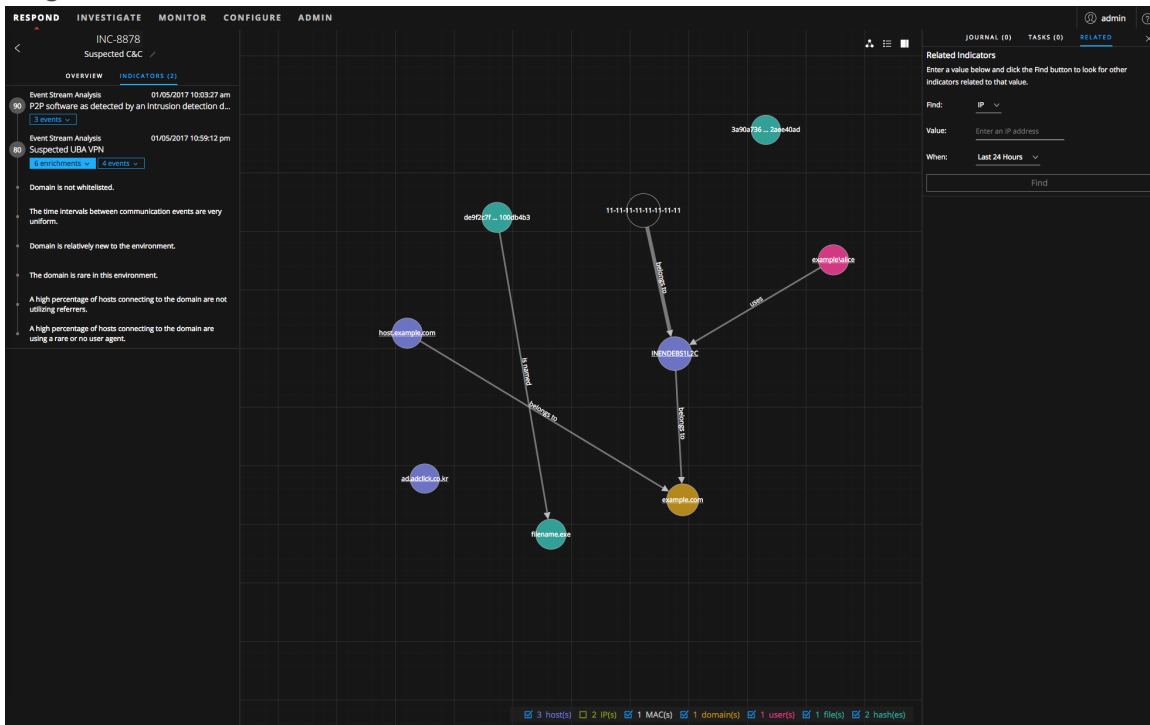 RESPOND INVESTIGATE MONITOR CONFIGURE ADMIN
admin
INC-8878
Suspected C&C
OVERVIEW INDICATORS (2)
Event Stream Analysis 01/05/2017 10:03:27 am
90 P2P software as detected by an Intrusion detection d...
3 events
Event Stream Analysis 01/05/2017 10:59:12 pm
80 Suspected UBA VPN
6 enrichments 4 events
Domain is not whitelisted.
The time intervals between communication events are very
uniform.
Domain is relatively new to the environment.
The domain is rare in this environment.
A high percentage of hosts connecting to the domain are not
utilizing referrers.
A high percentage of hosts connecting to the domain are
using a rare or no user agent.
3a90a736 ... 2aee40ad
de9f2c7f ... 100db4b3
11-11-11-11-11-11-11-11
belongs to
example\alice
uses
host.example.com
INENDEBS1L2C
is named
belongs to
belongs to
ad.adclick.co.kr
example.com
filename.exe
3 host(s) 2 IP(s) 1 MAC(s) 1 domain(s) 1 user(s) 1 file(s) 2 hash(es)
JOURNAL (0) TASKS (0) RELATED
Related Indicators
Enter a value below and click the Find button to look for other
indicators related to that value.
Find: IP
Value: Enter an IP address
When: Last 24 Hours
Find